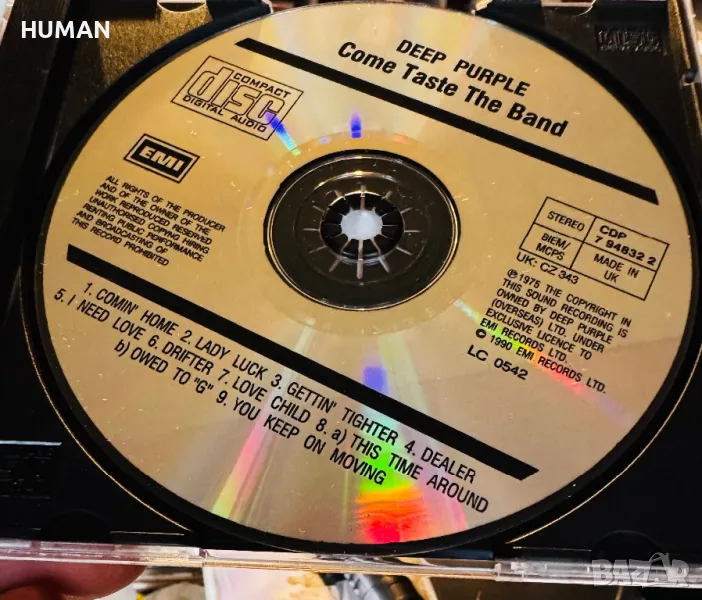 HUMAN
DEEP PURPLE
Come Taste The Band
COMPACT
disc
DIGITAL AUDIO
EMI
ALL RIGHTS OF THE PRODUCER
AND OF THE OWNER OF THE
WORK REPRODUCED RESERVED
UNAUTHORISED COPYING HIRING
RENTING PUBLIC PERFORMANCE
AND BROADCASTING OF
THIS RECORD PROHIBITED
STEREO
CDP
7 94832 2
BIEM/
MCPS
MADE IN
UK
UK: CZ 343
℗ 1975 THE COPYRIGHT IN
THIS SOUND RECORDING IS
OWNED BY DEEP PURPLE
(OVERSEAS) LTD. UNDER
EXCLUSIVE LICENCE TO
EMI RECORDS LTD.
© 1990 EMI RECORDS LTD.
LC 0542
1. COMIN' HOME 2. LADY LUCK 3. GETTIN' TIGHTER 4. DEALER
5. I NEED LOVE 6. DRIFTER 7. LOVE CHILD 8. a) THIS TIME AROUND
b) OWED TO "G" 9. YOU KEEP ON MOVING
BAZAR